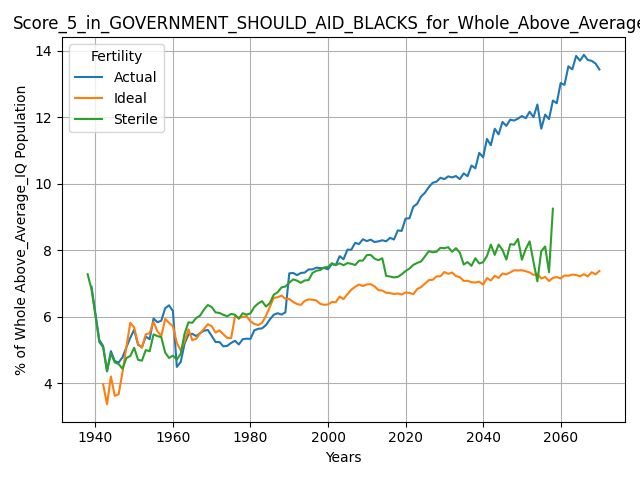 Score_5_in_GOVERNMENT_SHOULD_AID_BLACKS_for_Whole_Above_Average
Fertility
Actual
Ideal
Sterile
% of Whole Above_Average_IQ Population
14
12
10
8
6
4
1940 1960 1980 2000 2020 2040 2060
Years